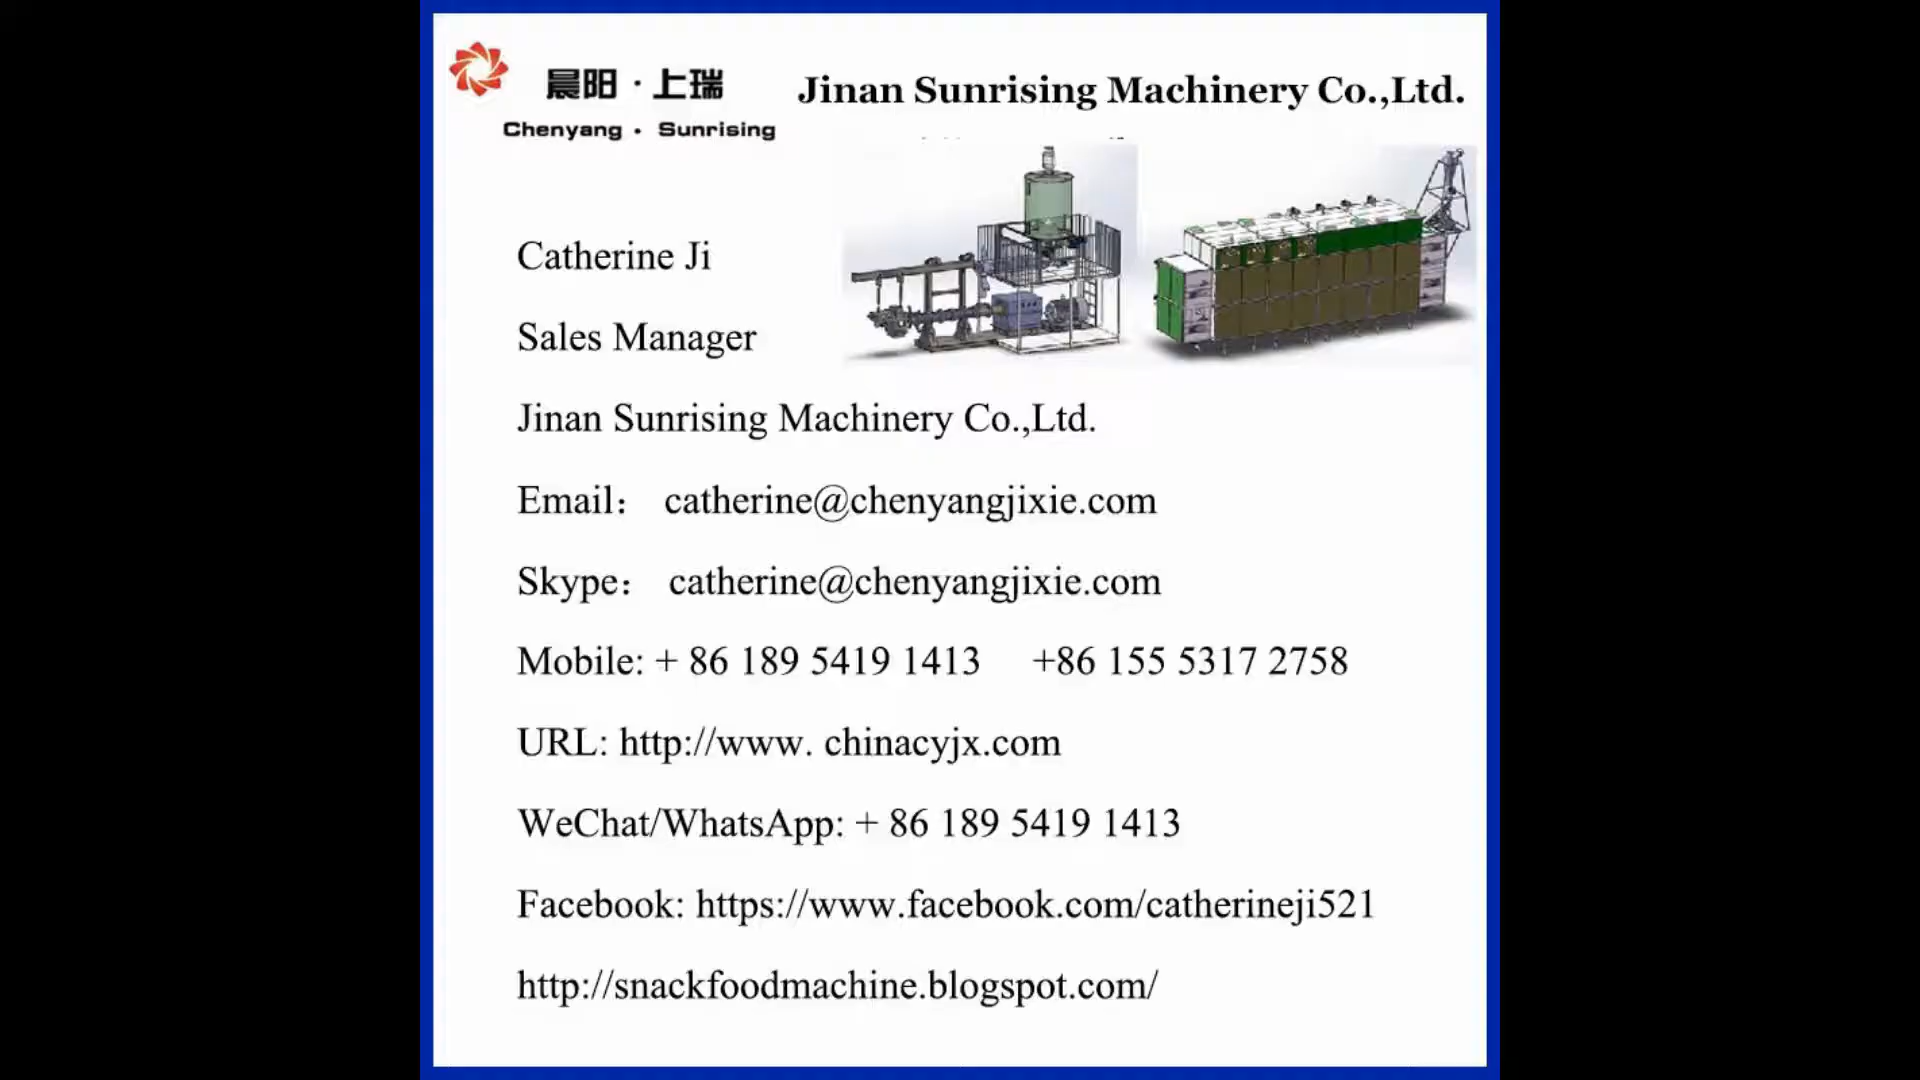 晨阳·上瑞
Chenyang · Sunrising
Jinan Sunrising Machinery Co.,Ltd.
Catherine Ji
Sales Manager
Jinan Sunrising Machinery Co.,Ltd.
Email： catherine@chenyangjixie.com
Skype： catherine@chenyangjixie.com
Mobile: + 86 189 5419 1413 +86 155 5317 2758
URL: http://www. chinacyjx.com
WeChat/WhatsApp: + 86 189 5419 1413
Facebook: https://www.facebook.com/catherineji521
http://snackfoodmachine.blogspot.com/